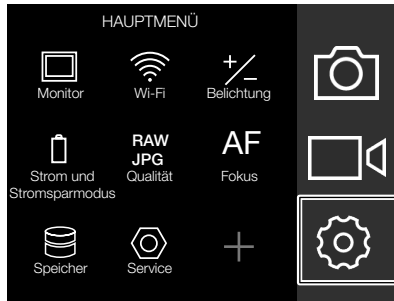 HAUPTMENÜ
Monitor
Wi-Fi
Belichtung
Strom und
Stromsparmodus
RAW
JPG
Qualität
AF
Fokus
Speicher
Service